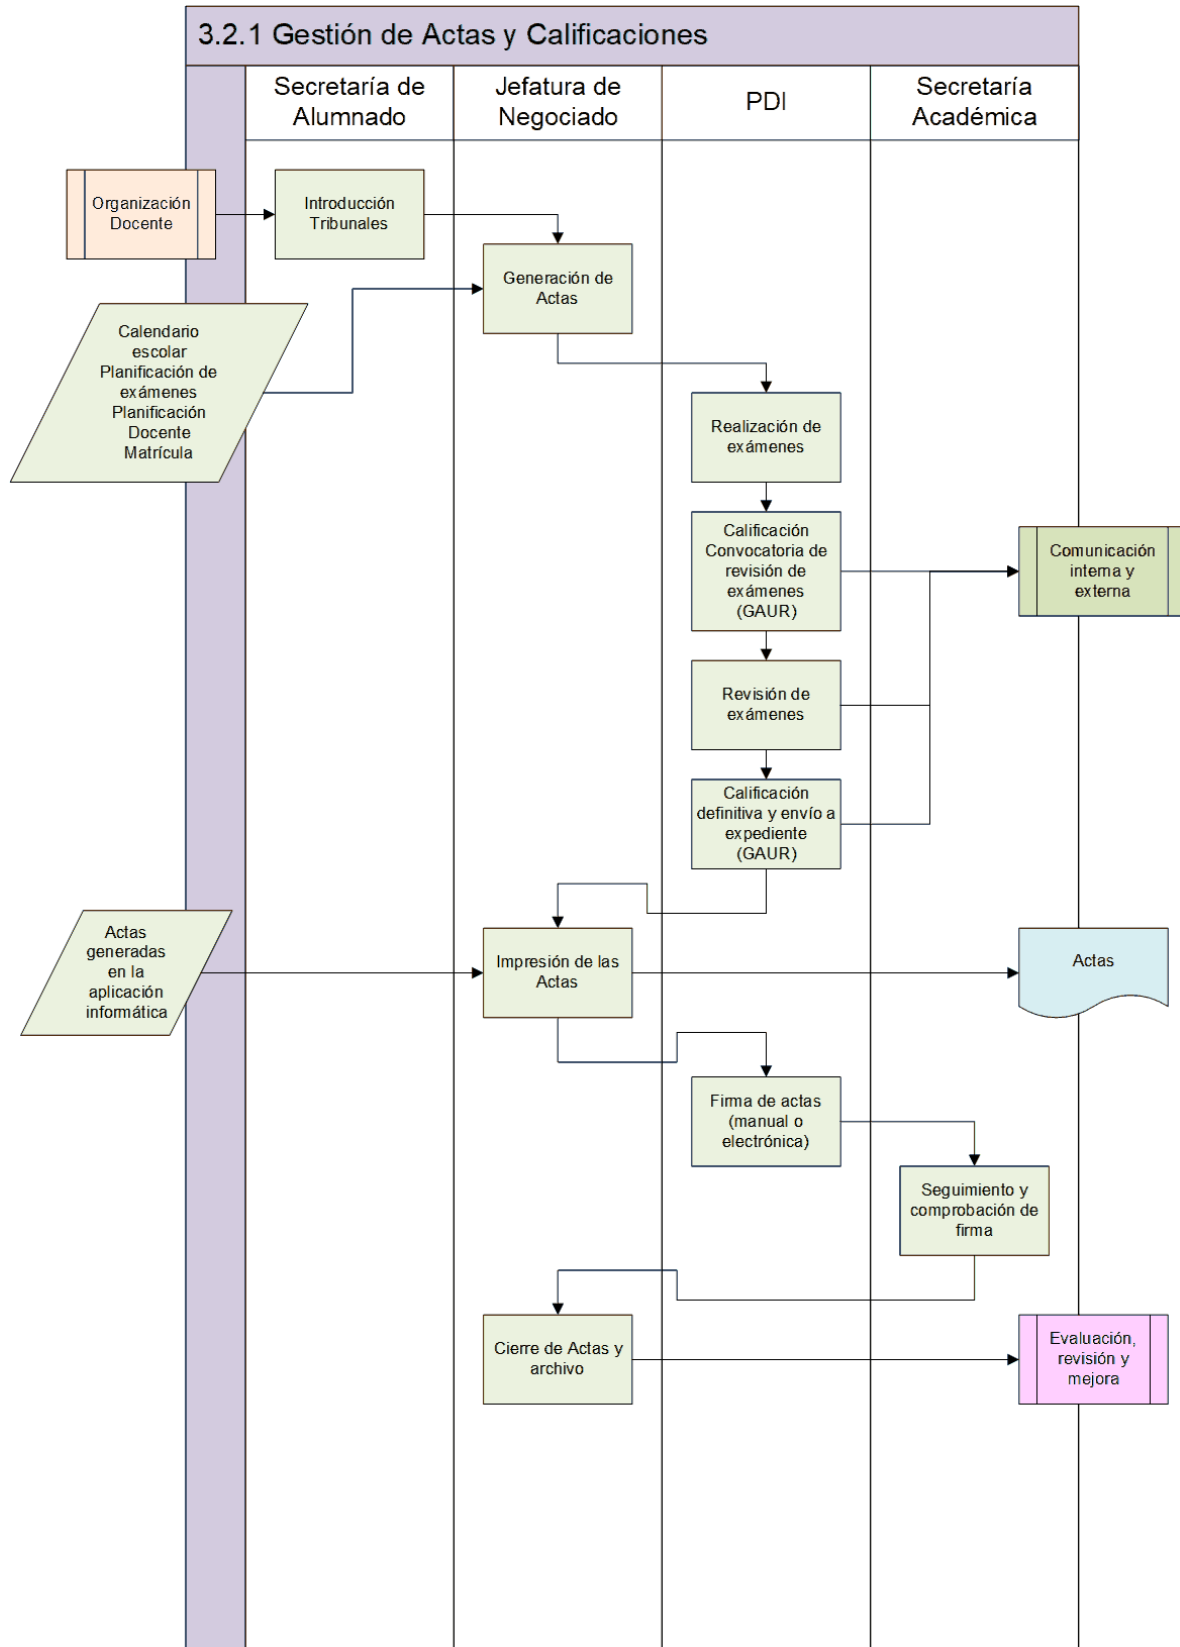 3.2.1 Gestión de Actas y Calificaciones
Secretaría de
Alumnado
Jefatura de
Negociado
PDI
Secretaría
Académica
Organización
Docente
Introducción
Tribunales
Generación de
Actas
Calendario
escolar
Planificación de
exámenes
Planificación
Docente
Matrícula
Realización de
exámenes
Calificación
Convocatoria de
revisión de
exámenes
(GAUR)
Comunicación
interna y
externa
Revisión de
exámenes
Calificación
definitiva y envío a
expediente
(GAUR)
Actas
generadas
en la
aplicación
informática
Impresión de las
Actas
Actas
Firma de actas
(manual o
electrónica)
Seguimiento y
comprobación de
firma
Cierre de Actas y
archivo
Evaluación,
revisión y
mejora